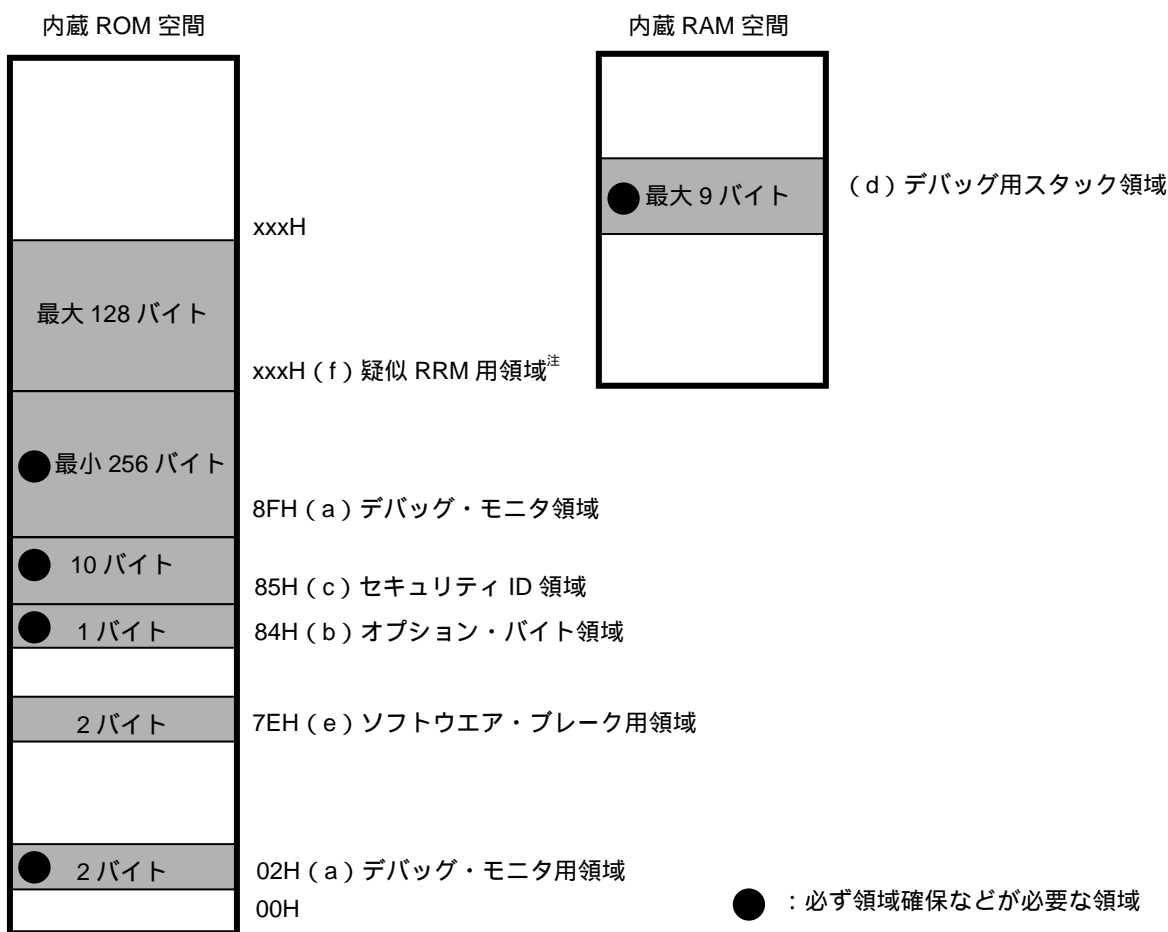 内蔵 ROM 空間
xxxH
最大 128 バイト
xxxH（f）疑似 RRM 用領域注
最小 256 バイト
8FH（a）デバッグ・モニタ領域
10 バイト
85H（c）セキュリティ ID 領域
1 バイト
84H（b）オプション・バイト領域
2 バイト
7EH（e）ソフトウエア・ブレーク用領域
2 バイト
02H（a）デバッグ・モニタ用領域
00H
内蔵 RAM 空間
最大 9 バイト
（d）デバッグ用スタック領域
●：必ず領域確保などが必要な領域